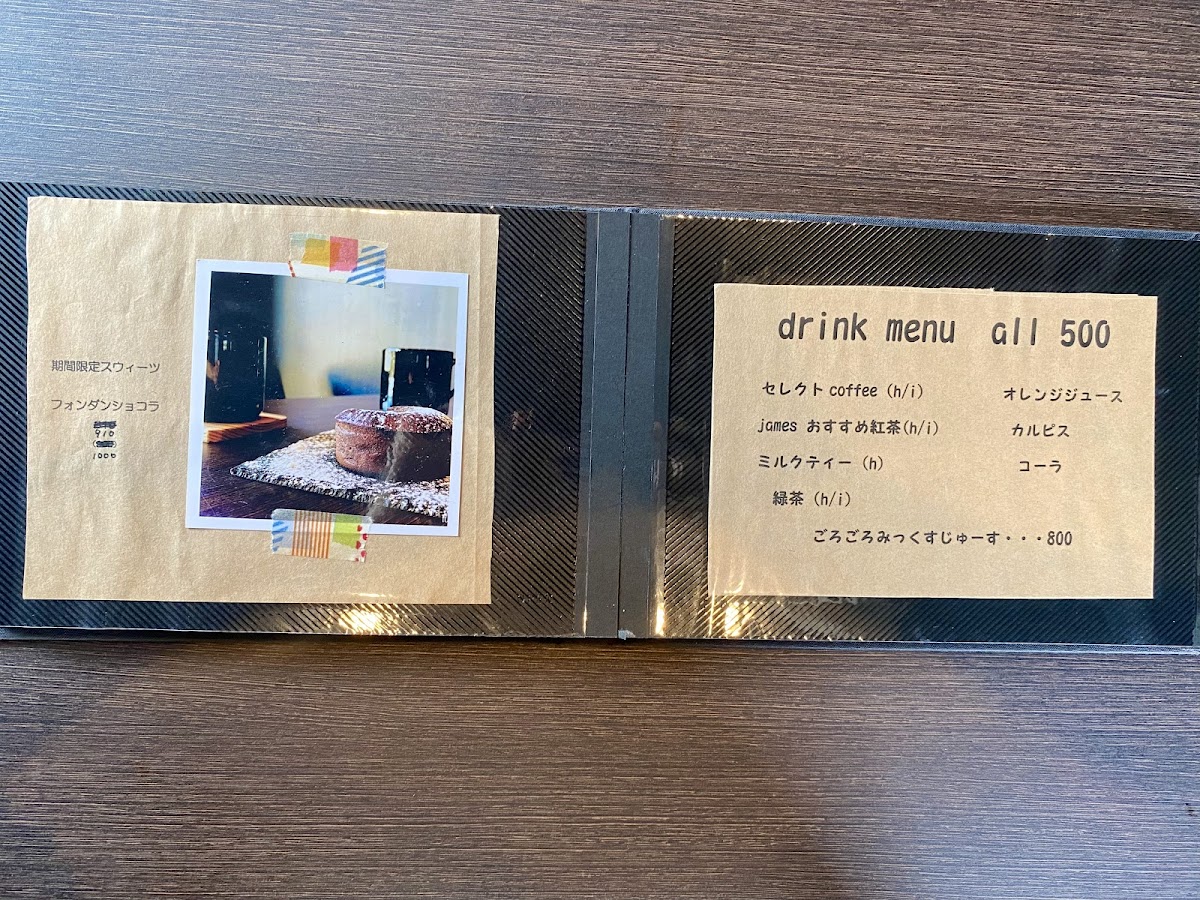 期間限定スウィーツ
フォンダンショコラ
910
1000
drink menu all 500
セレクトcoffee (h/i)
オレンジジュース
james おすすめ紅茶(h/i)
カルピス
ミルクティー (h)
コーラ
緑茶 (h/i)
ごろごろみっくすじゅーす・・・800